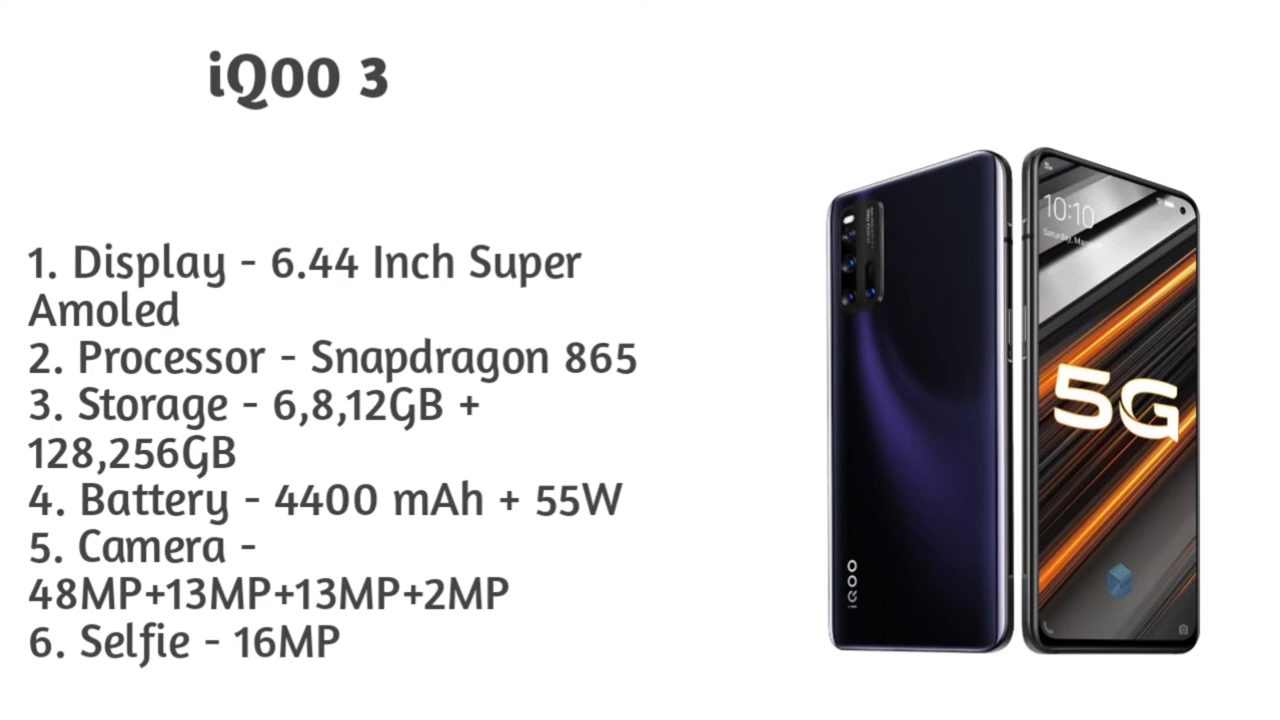 iQOO 3
1. Display - 6.44 Inch Super
Amoled
2. Processor - Snapdragon 865
3. Storage - 6,8,12GB +
128,256GB
4. Battery - 4400 mAh + 55W
5. Camera -
48MP+13MP+13MP+2MP
6. Selfie - 16MP
iQOO
10:10
5G